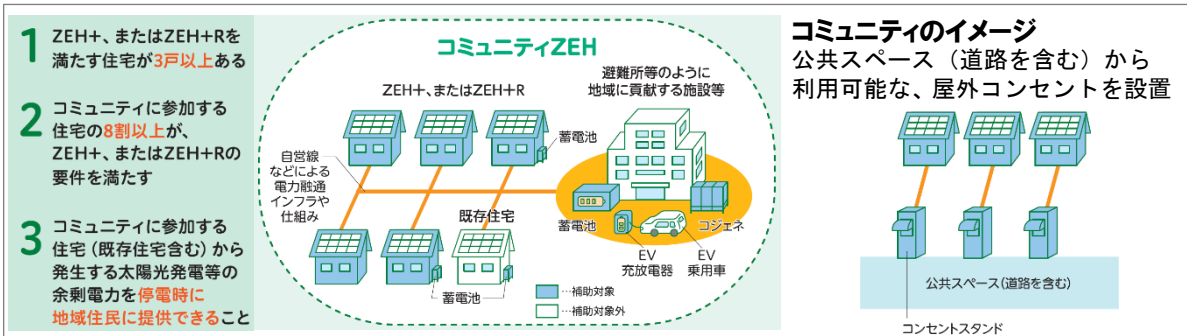 1
ZEH+、またはZEH+Rを
満たす住宅が3戸以上ある
2
コミュニティに参加する
住宅の8割以上が、
ZEH+、またはZEH+Rの
要件を満たす
3
コミュニティに参加する
住宅（既存住宅含む）から
発生する太陽光発電等の
余剰電力を停電時に
地域住民に提供できること
コミュニティZEH
ZEH+、またはZEH+R
避難所等のように
地域に貢献する施設等
蓄電池
自営線
などによる
電力融通
インフラや
仕組み
既存住宅
蓄電池
コジェネ
EV
充放電器
EV
乗用車
蓄電池
…補助対象
…補助対象外
コミュニティのイメージ
公共スペース（道路を含む）から
利用可能な、屋外コンセントを設置
公共スペース（道路を含む）
コンセントスタンド